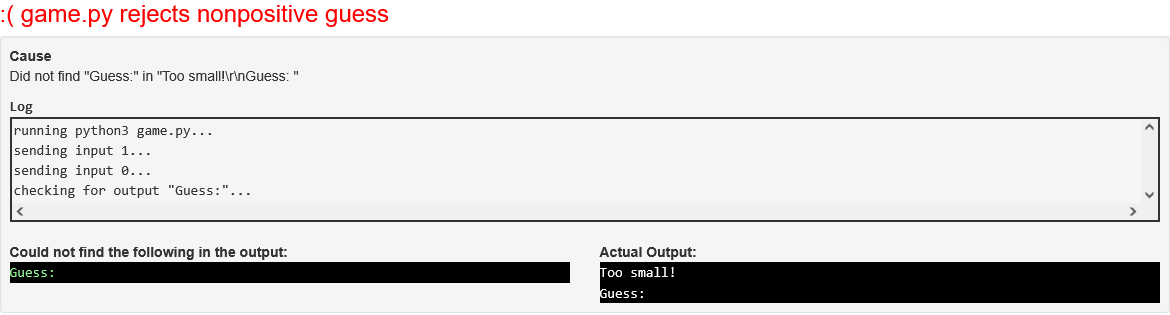 :( game.py rejects nonpositive guess
Cause
Did not find "Guess:" in "Too small!\r\nGuess: "
Log
running python3 game.py...
sending input 1...
sending input 0...
checking for output "Guess:"...
Could not find the following in the output:
Guess:
Actual Output:
Too small!
Guess: